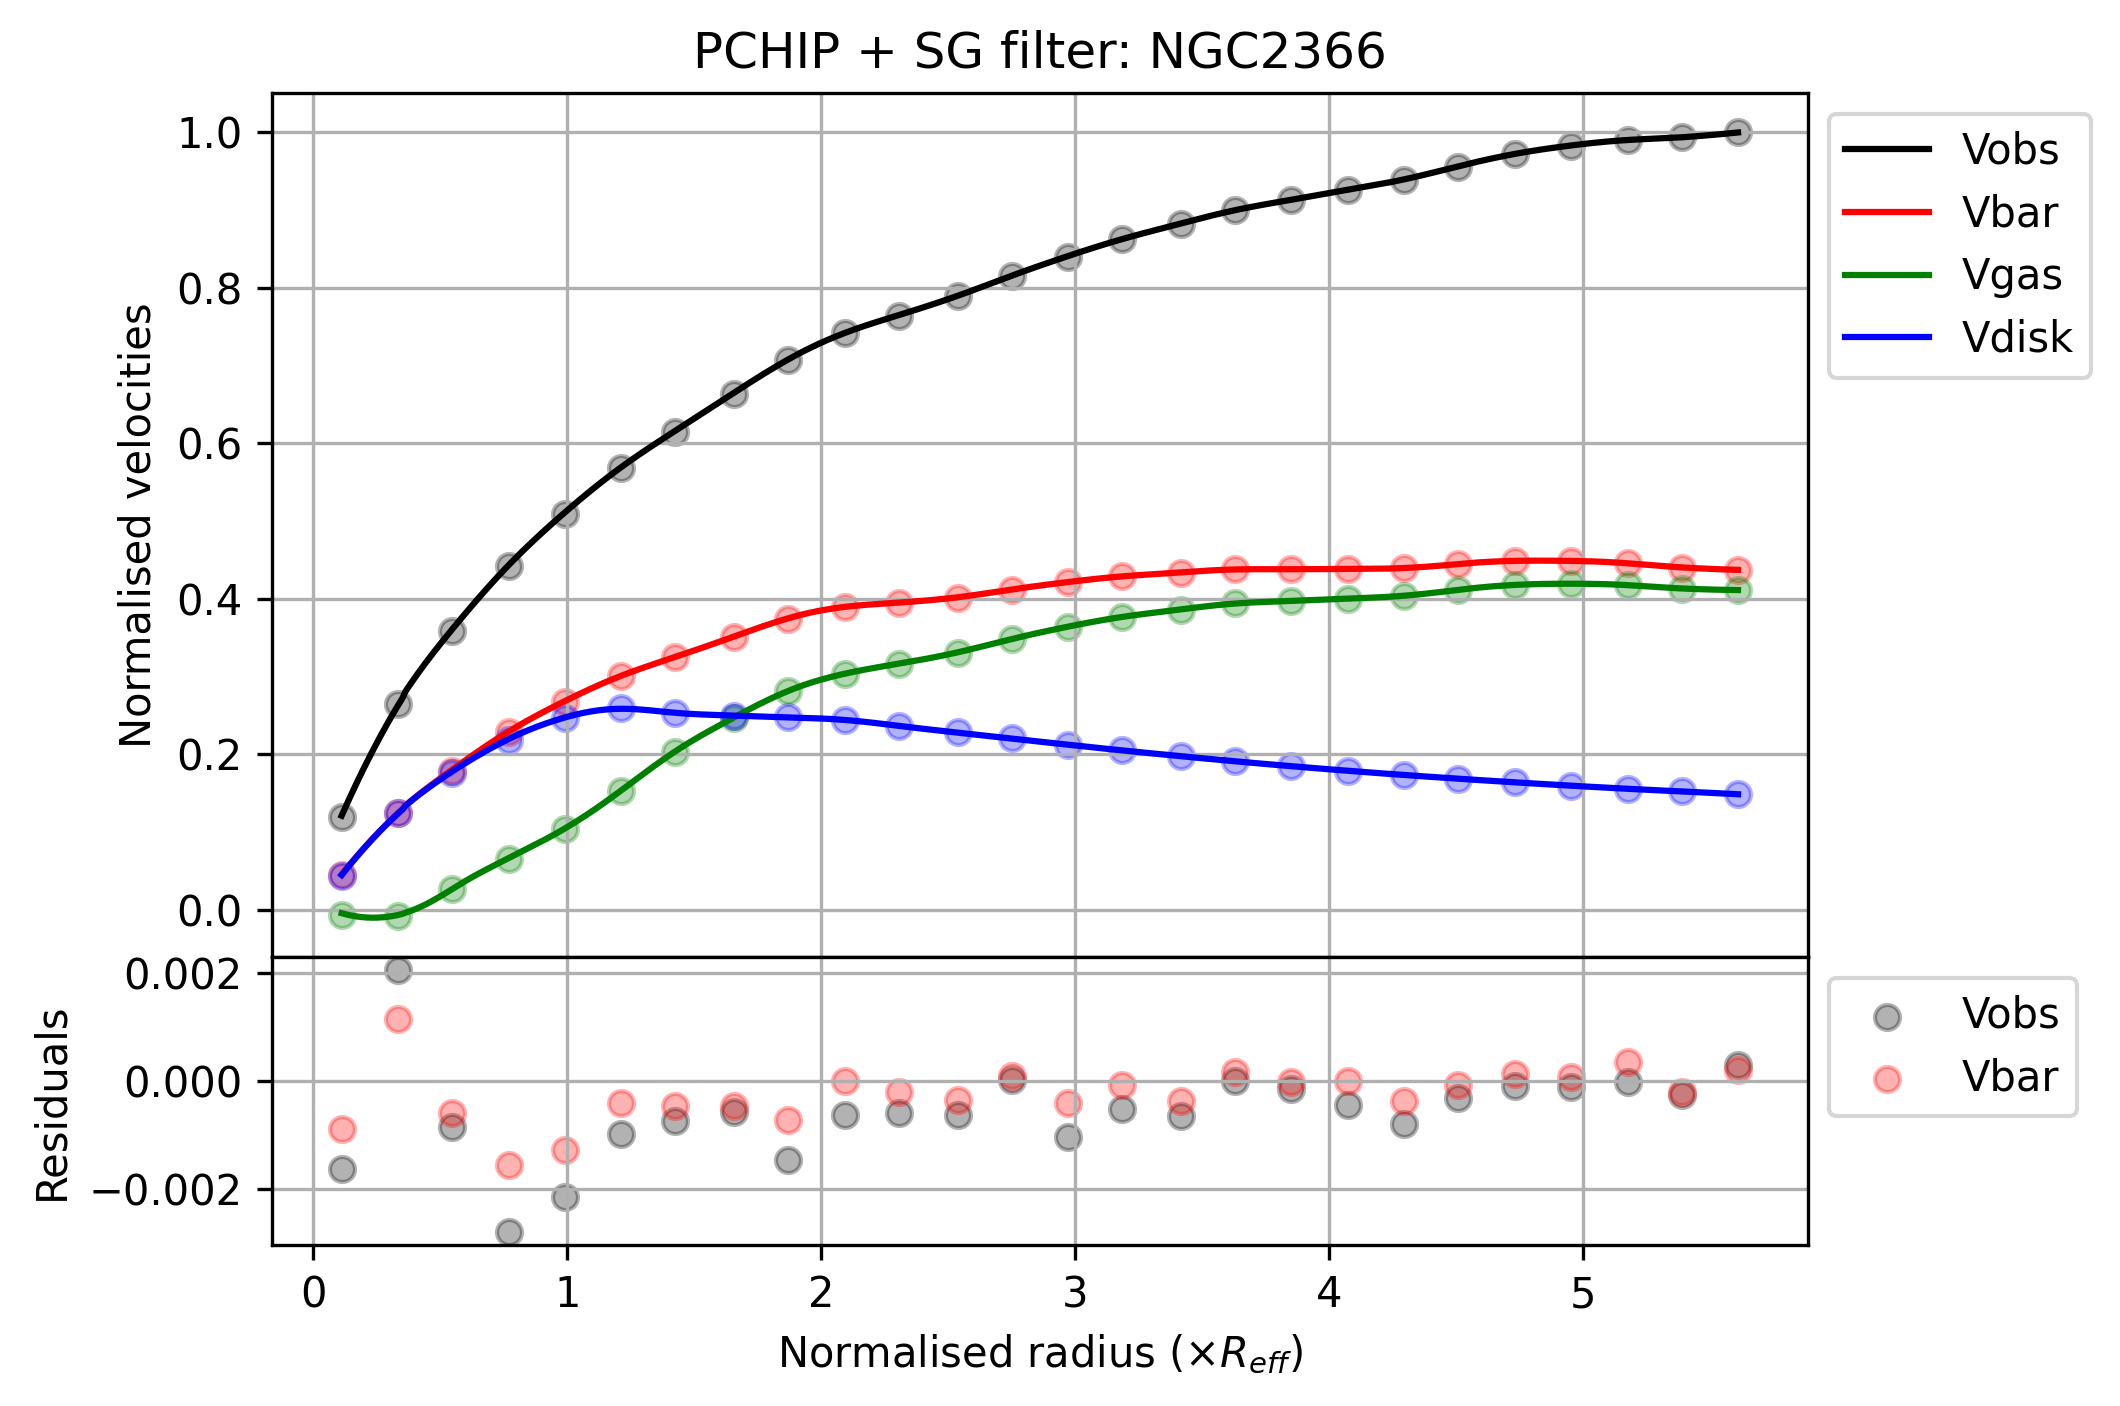 PCHIP + SG filter: NGC2366
Normalised velocities
1.0
0.8
0.6
0.4
0.2
0.0
Vobs
Vbar
Vgas
Vdisk
Residuals
0.002
0.000
−0.002
Vobs
Vbar
0 1 2 3 4 5
Normalised radius (×R_{eff})